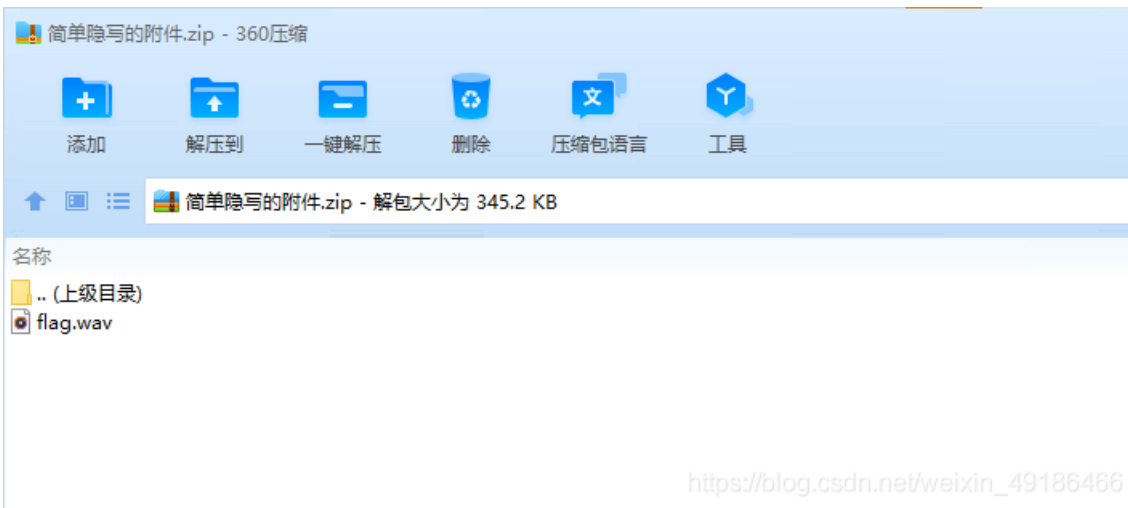 简单隐写的附件.zip - 360压缩
添加 解压到 一键解压 删除 压缩包语言 工具
简单隐写的附件.zip - 解包大小为 345.2 KB
名称
.. (上级目录)
flag.wav
https://blog.csdn.net/weixin_49186466